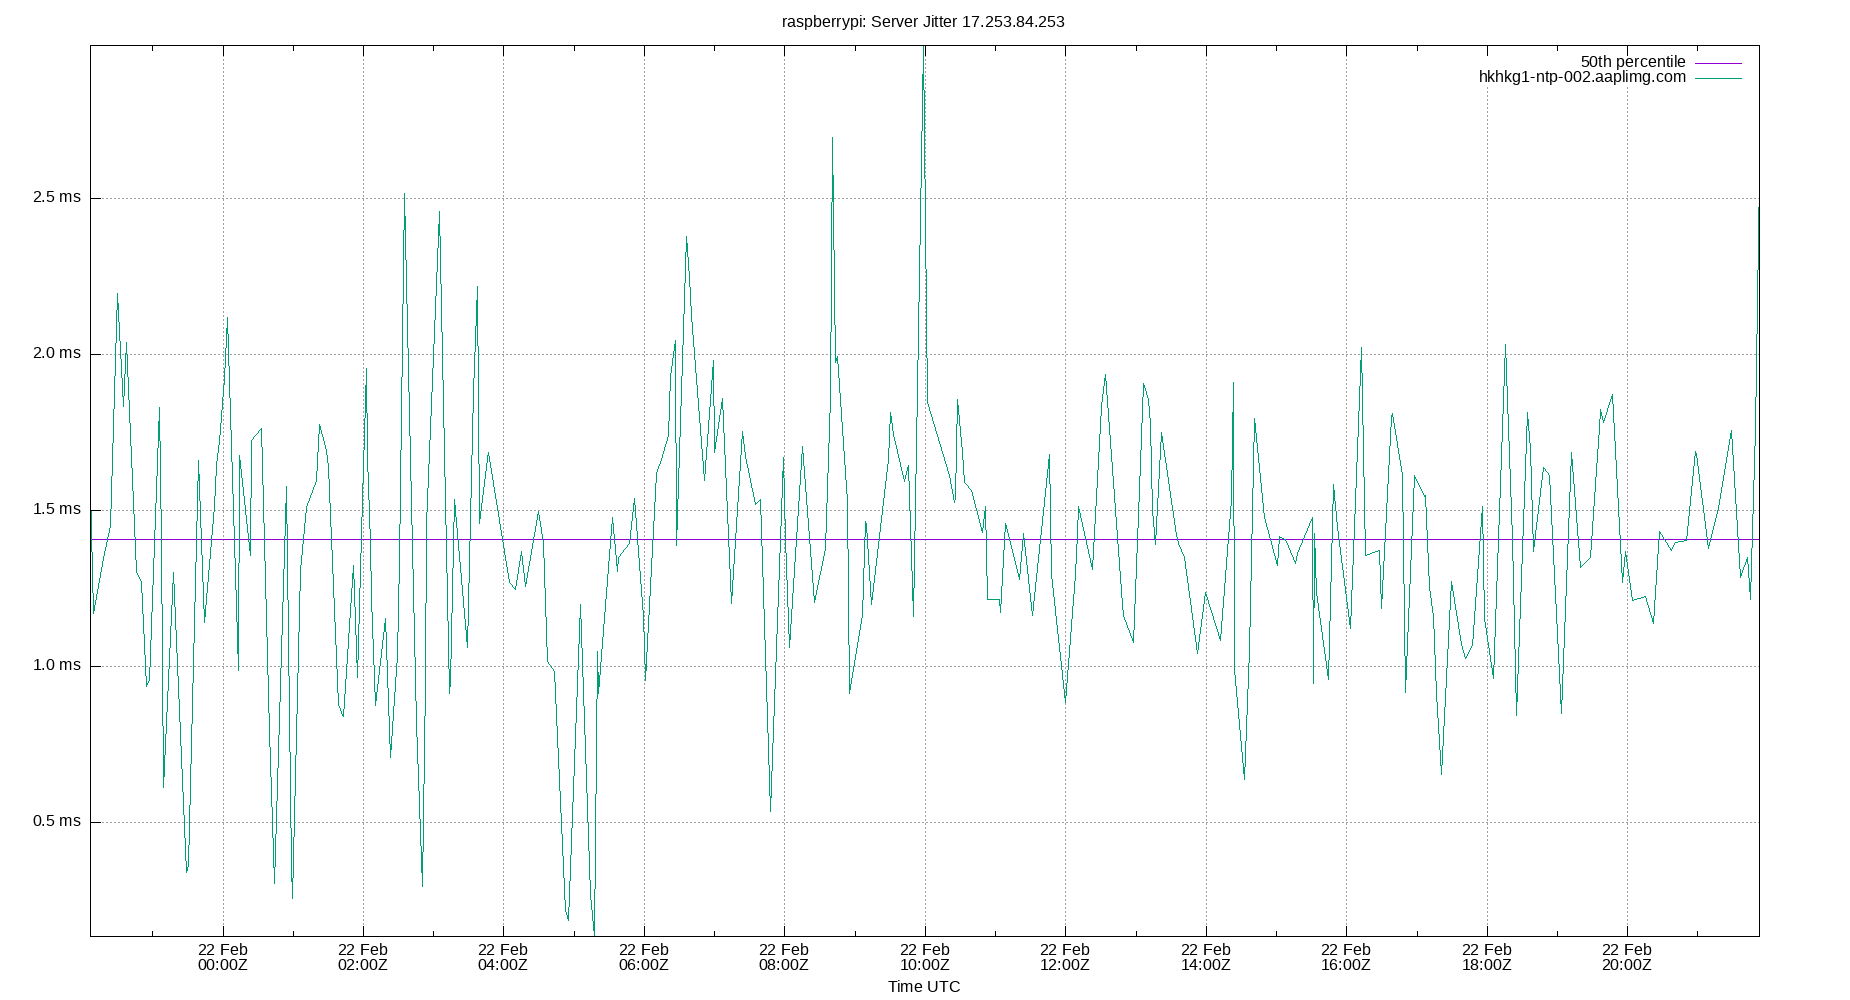 raspberrypi: Server Jitter 17.253.84.253
50th percentile
hkhkg1-ntp-002.aaplimg.com
2.5 ms
2.0 ms
1.5 ms
1.0 ms
0.5 ms
22 Feb 22 Feb 22 Feb 22 Feb 22 Feb 22 Feb 22 Feb 22 Feb 22 Feb 22 Feb 22 Feb
00:00Z 02:00Z 04:00Z 06:00Z 08:00Z 10:00Z 12:00Z 14:00Z 16:00Z 18:00Z 20:00Z
Time UTC